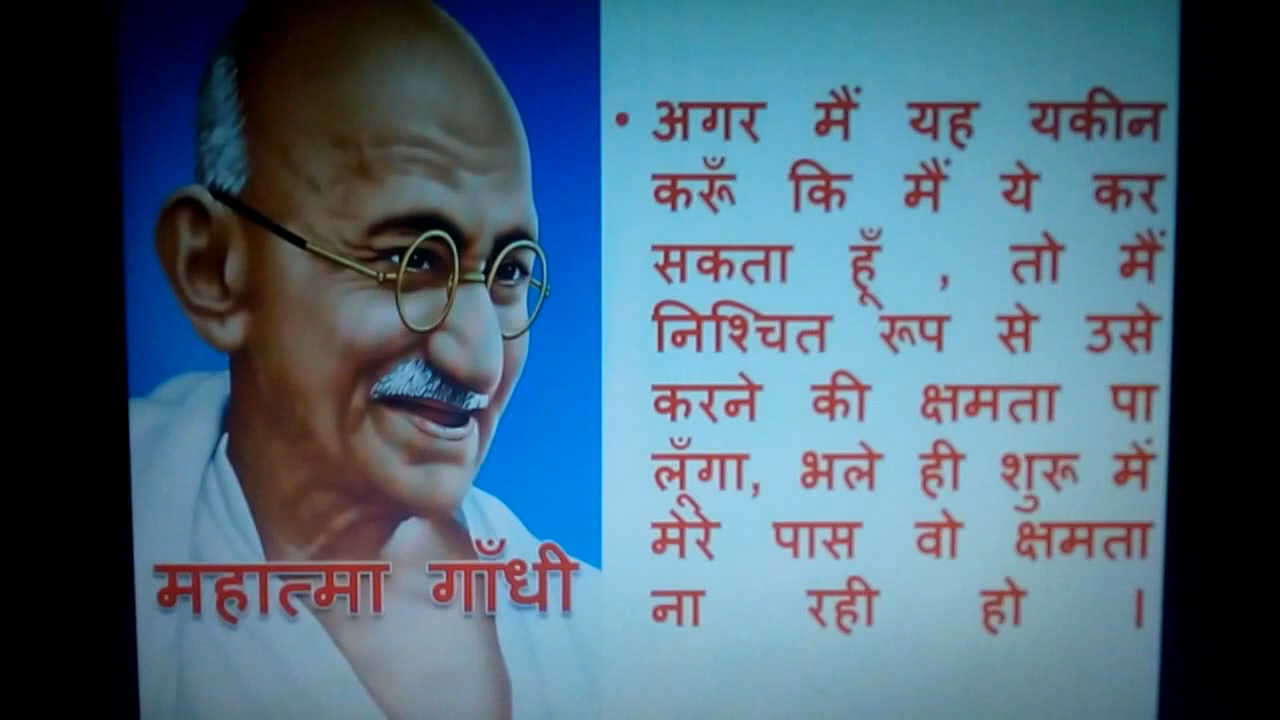 • अगर मैं यह यकीन
करूँ कि मैं ये कर
सकता हूँ , तो मैं
निश्चित रूप से उसे
करने की क्षमता पा
लूँगा, भले ही शुरू में
मेरे पास वो क्षमता
ना रही हो ।
महात्मा गाँधी